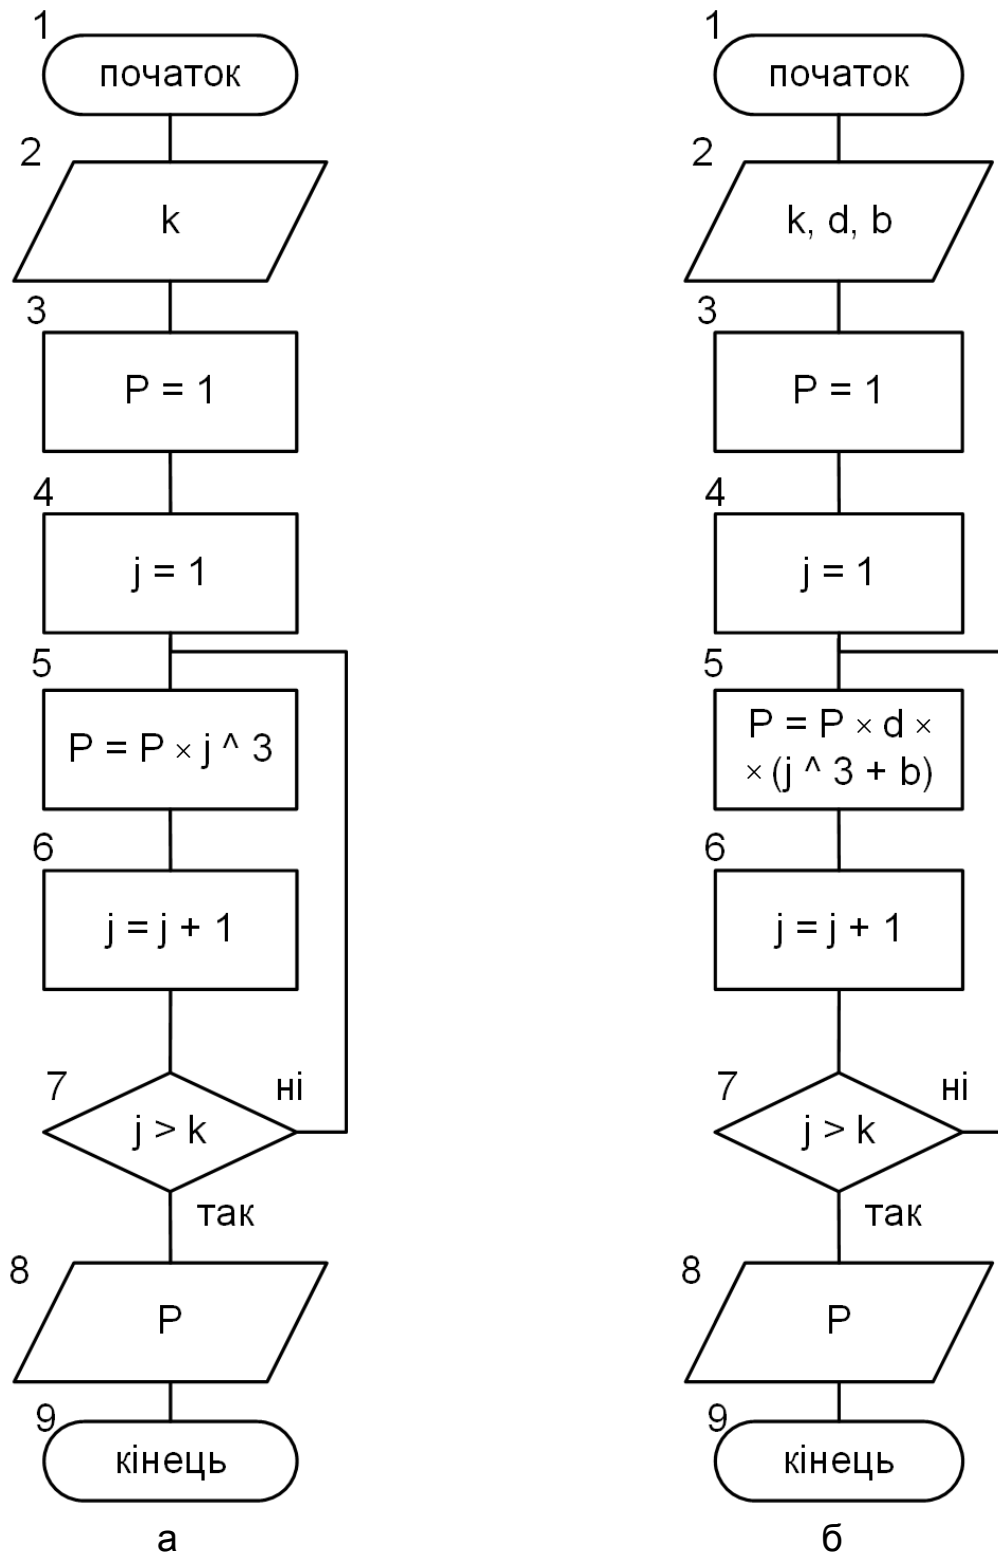 1
початок
2
k
3
P = 1
4
j = 1
5
P = P × j ^ 3
6
j = j + 1
7
j > k
ні
так
8
P
9
кінець
а
1
початок
2
k, d, b
3
P = 1
4
j = 1
5
P = P × d ×
× (j ^ 3 + b)
6
j = j + 1
7
j > k
ні
так
8
P
9
кінець
б